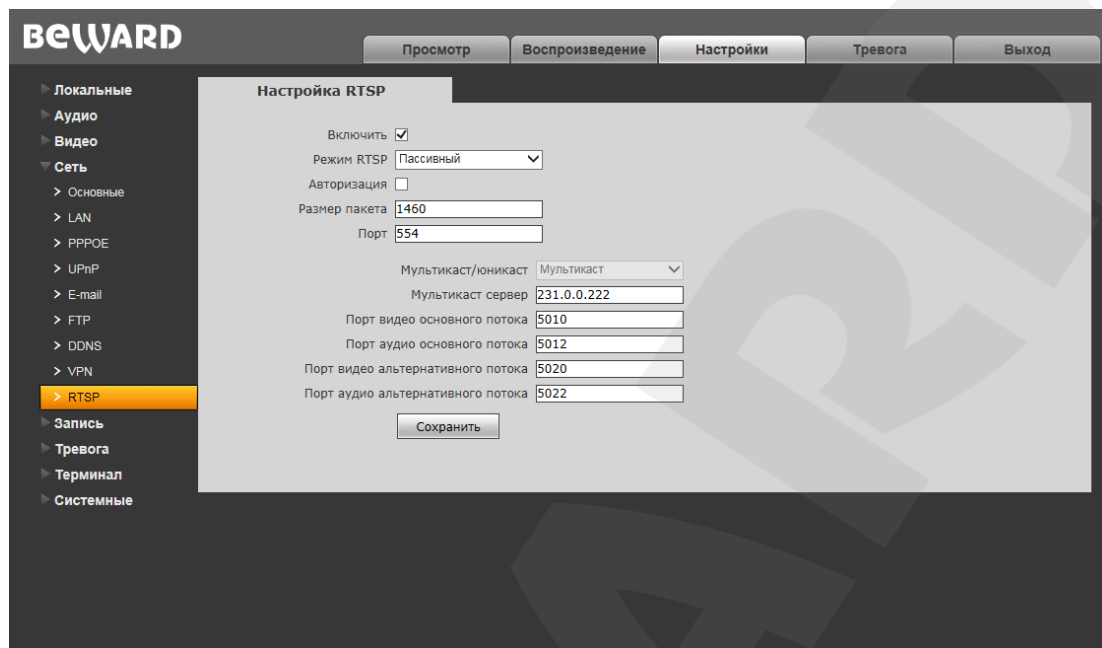 BEWARD
Просмотр Воспроизведение Настройки Тревога Выход
Локальные
Аудио
Видео
Сеть
> Основные
> LAN
> PPPOE
> UPnP
> E-mail
> FTP
> DDNS
> VPN
> RTSP
Запись
Тревога
Терминал
Системные
Настройка RTSP
Включить
Режим RTSP Пассивный
Авторизация
Размер пакета 1460
Порт 554
Мультикаст/юникаст Мультикаст
Мультикаст сервер 231.0.0.222
Порт видео основного потока 5010
Порт аудио основного потока 5012
Порт видео альтернативного потока 5020
Порт аудио альтернативного потока 5022
Сохранить